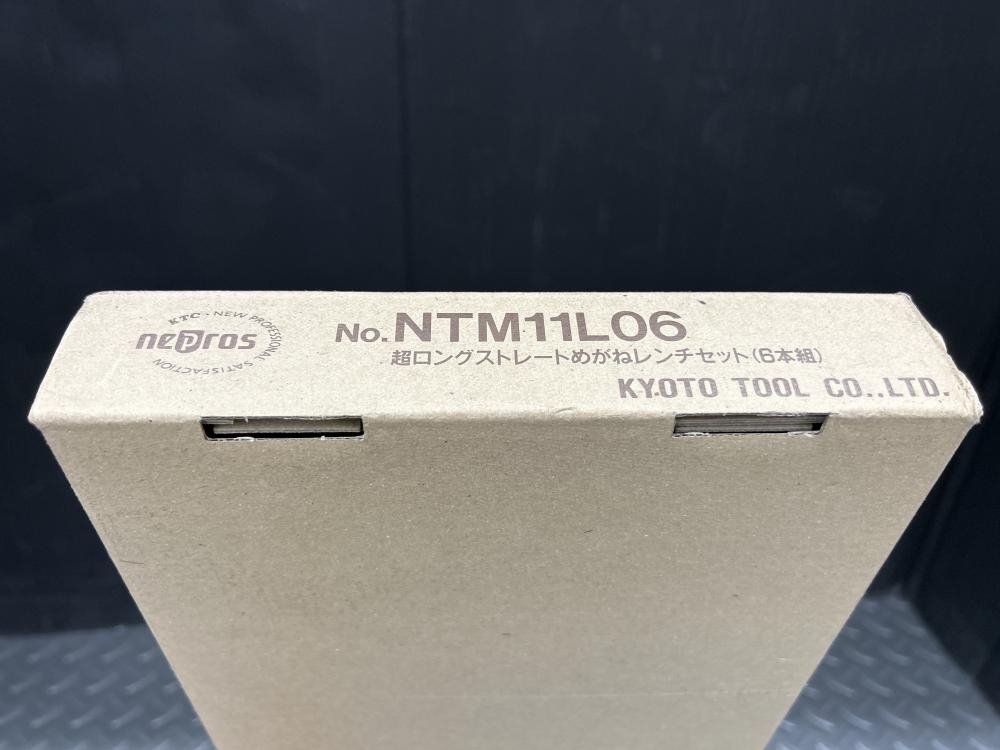 KTC・NEW PROFESSIONAL SATISFACTION
nepros
No. NTM11L06
超ロングストレートめがねレンチセット(6本組)
KYOTO TOOL CO.,LTD.